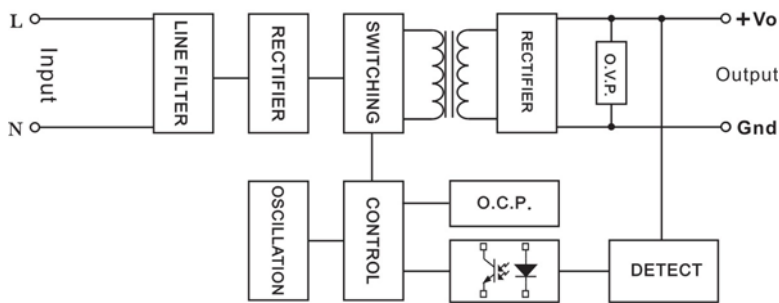 L
N
Input
LINE FILTER
RECTIFIER
SWITCHING
RECTIFIER
O.V.P.
+Vo
Output
Gnd
OSCILLATION
CONTROL
O.C.P.
DETECT